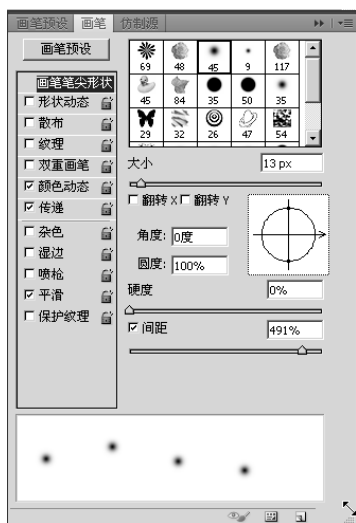 画笔预设 画笔 仿制源
画笔预设
69 48 45 9 117
45 84 35 50 35
29 32 26 47 54
画笔笔尖形状
形状动态
散布
纹理
双重画笔
颜色动态
传递
杂色
湿边
喷枪
平滑
保护纹理
大小 13 px
翻转 X 翻转 Y
角度: 0度
圆度: 100%
硬度 0%
间距 491%